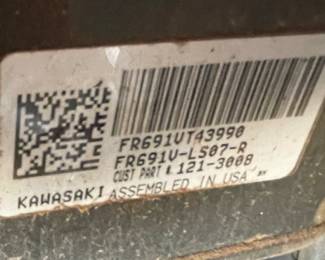 FR691VT43990
FR691V-LS07-R
CUST PART # 121-3008
KAWASAKI ASSEMBLED IN USA